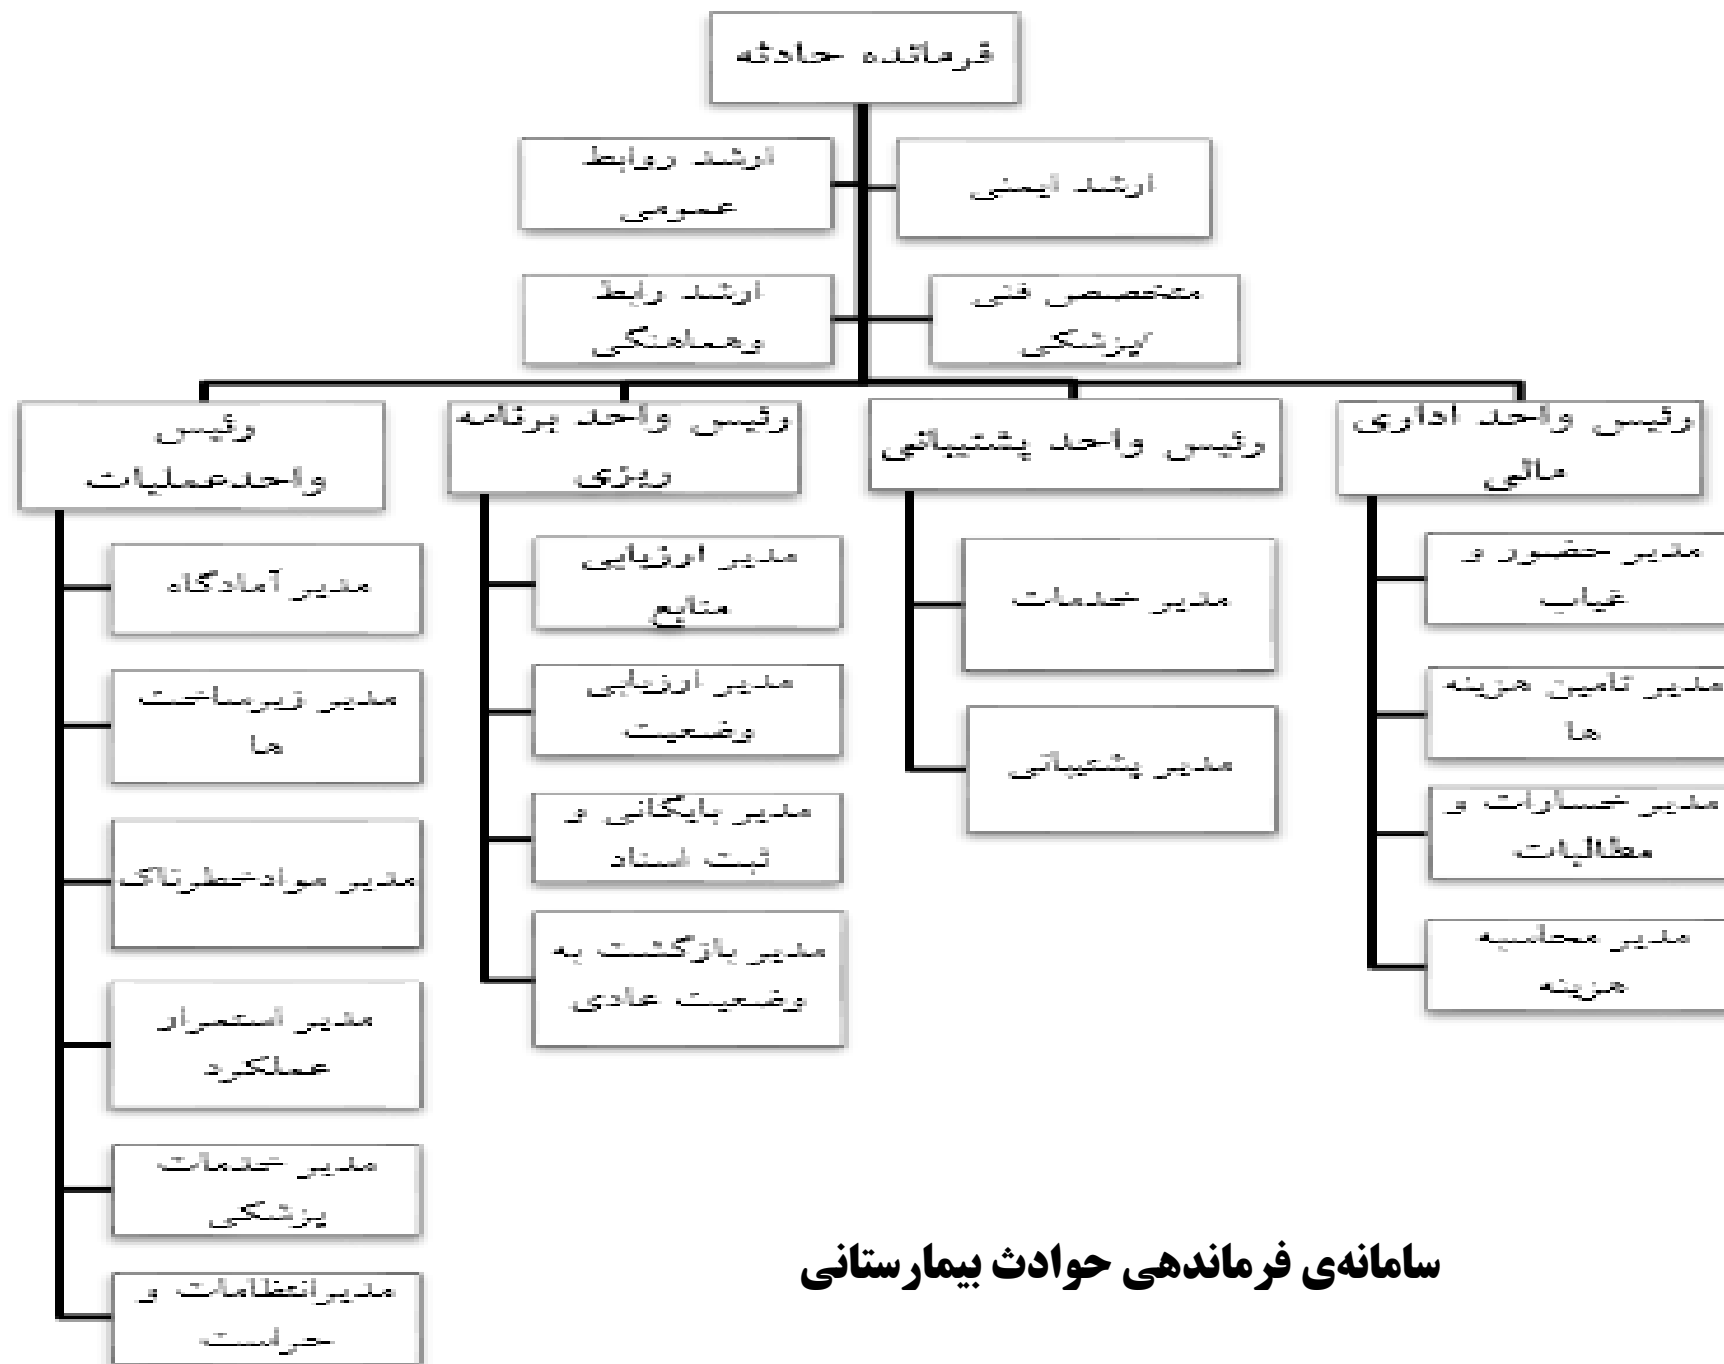 فرمانده حادثه
ارشد ایمنی
ارشد روابط
عمومی
متخصص فنی
/پزشکی
ارشد رابط
وهماهنگی
رئیس واحد اداری
مالی
مدیر حضور و
غیاب
مدیر تامین هزینه
ها
مدیر خسارات و
مطالبات
مدیر محاسبه
هزینه
رئیس واحد پشتیبانی
مدیر خدمات
مدیر پشتیبانی
رئیس واحد برنامه
ریزی
مدیر ارزیابی
منابع
مدیر ارزیابی
وضعیت
مدیر بایگانی و
ثبت اسناد
مدیر بازگشت به
وضعیت عادی
رئیس
واحدعملیات
مدیر آمادگاه
مدیر زیرساخت
ها
مدیر موادخطرناک
مدیر استمرار
عملکرد
مدیر خدمات
پزشکی
مدیرانتظامات و
حراست
سامانه‌ی فرماندهی حوادث بیمارستانی